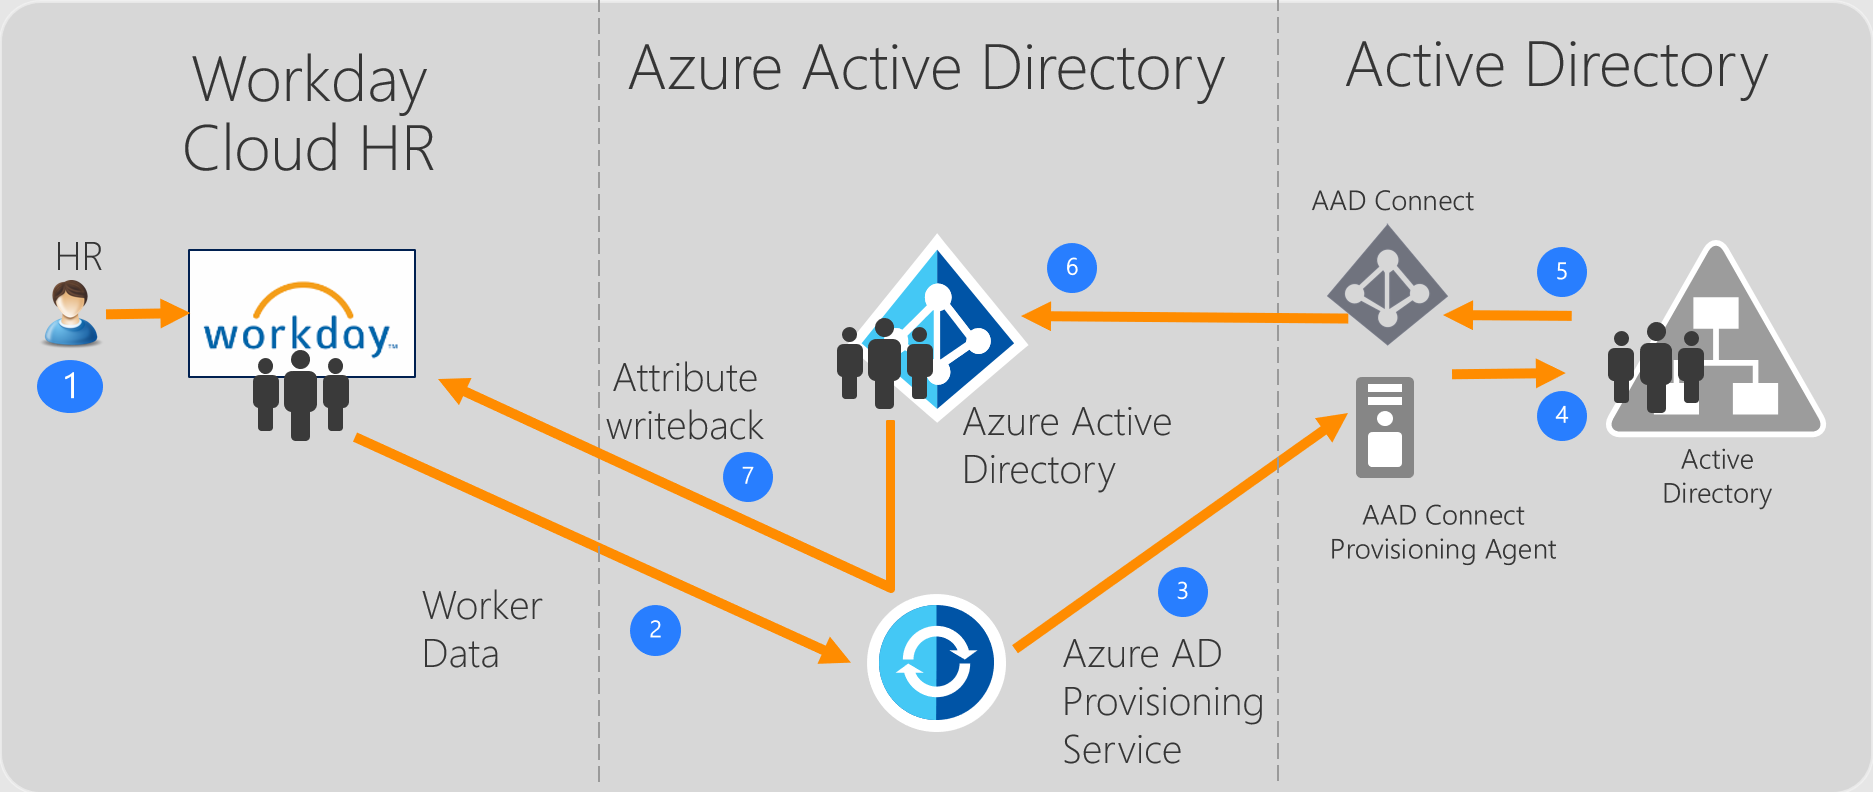 Workday
Cloud HR
Azure Active Directory
Active Directory
HR
1
workday™
Worker
Data
2
Attribute
writeback
7
Azure Active
Directory
6
3
Azure AD
Provisioning
Service
AAD Connect
5
4
AAD Connect
Provisioning Agent
Active
Directory